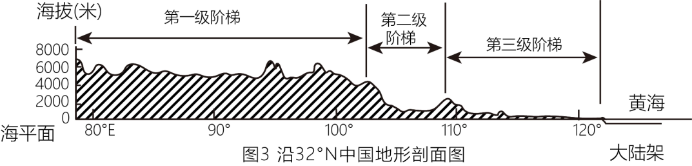 海拔(米)
第一级阶梯
第二级
阶梯
第三级阶梯
8000
6000
4000
2000
0
海平面
80°E
90°
100°
110°
120°
黄海
大陆架
图3 沿32°N中国地形剖面图